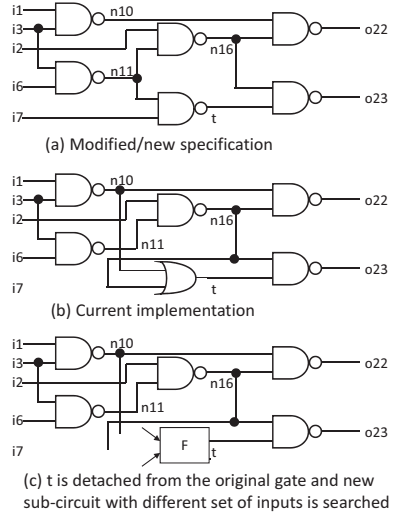 i1
n10
i3
o22
i2
n16
n11
i6
o23
i7
t
(a) Modified/new specification
i1
n10
i3
o22
i2
n16
n11
i6
o23
i7
t
(b) Current implementation
i1
n10
i3
o22
i2
n16
n11
i6
o23
F
i7
t
(c) t is detached from the original gate and new
sub-circuit with different set of inputs is searched